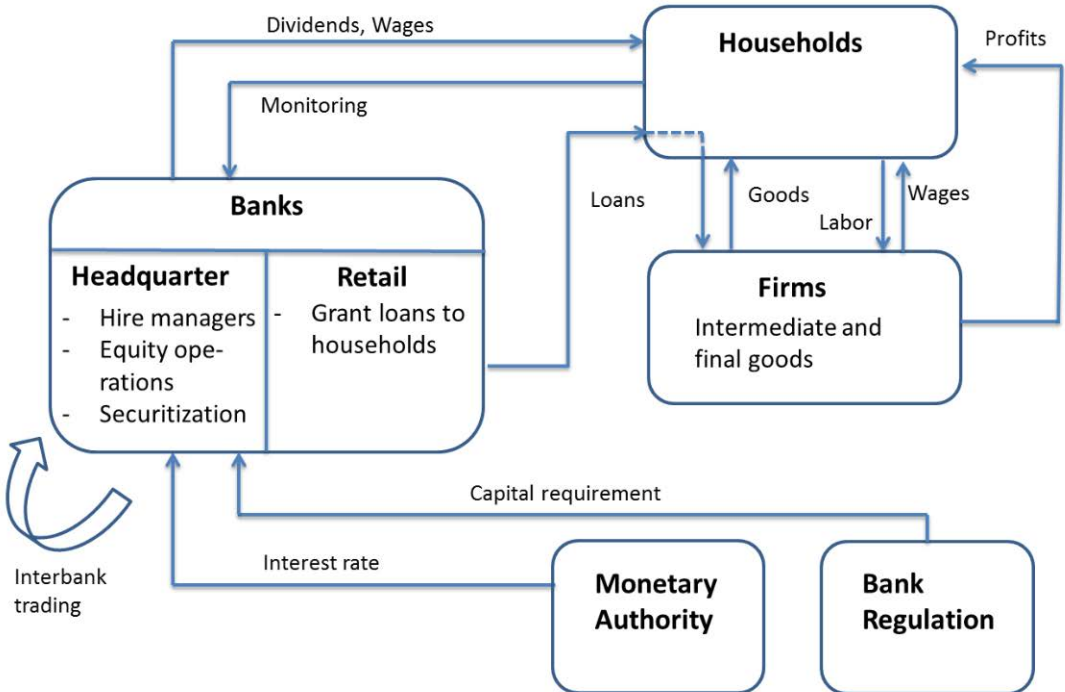 Dividends, Wages
Households
Profits
Monitoring
Loans
Goods
Wages
Labor
Banks
Headquarter
- Hire managers
- Equity ope-
rations
- Securitization
Retail
- Grant loans to
households
Firms
Intermediate and
final goods
Capital requirement
Interest rate
Interbank
trading
Monetary
Authority
Bank
Regulation